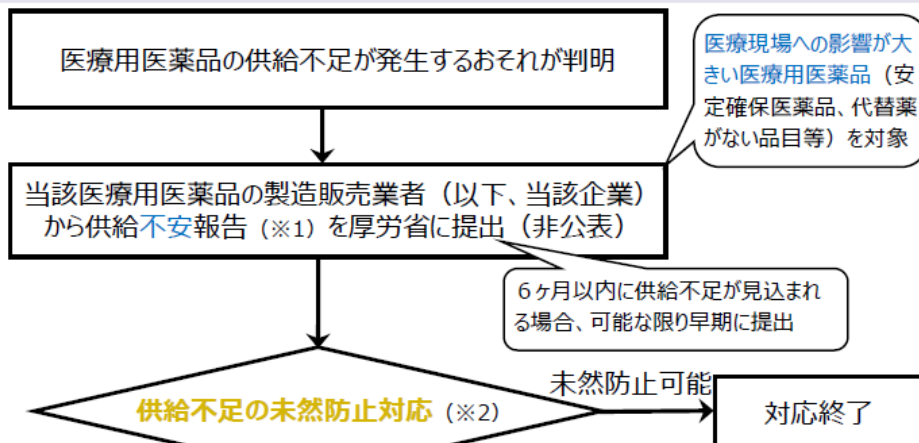 医療用医薬品の供給不足が発生するおそれが判明
医療現場への影響が大
きい医療用医薬品（安
定確保医薬品、代替薬
がない品目等）を対象
当該医療用医薬品の製造販売業者（以下、当該企業）
から供給不安報告（※1）を厚労省に提出（非公表）
６ヶ月以内に供給不足が見込まれ
る場合、可能な限り早期に提出
供給不足の未然防止対応（※2）
未然防止可能
対応終了